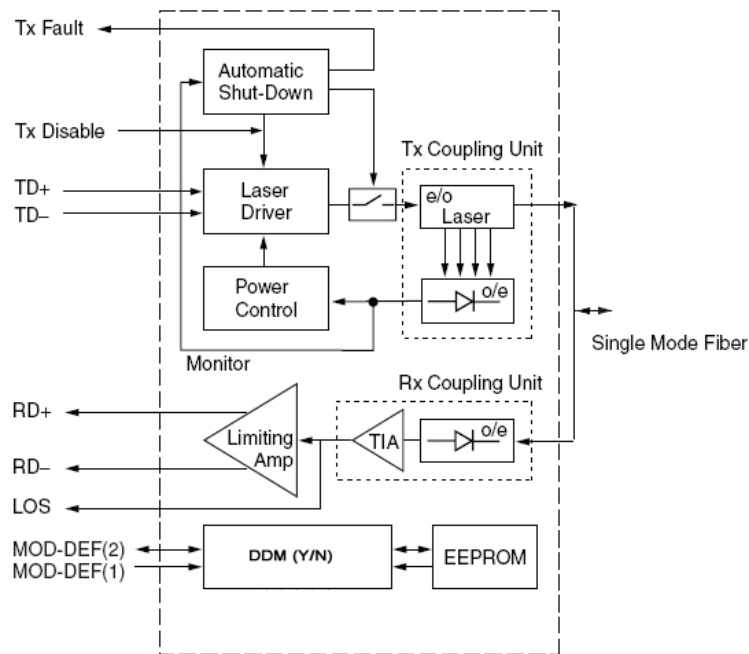 Tx Fault
Automatic
Shut-Down
Tx Disable
Tx Coupling Unit
TD+
TD–
Laser
Driver
e/o
Laser
Power
Control
o/e
Single Mode Fiber
Monitor
Rx Coupling Unit
RD+
RD–
Limiting
Amp
TIA
o/e
LOS
MOD-DEF(2)
MOD-DEF(1)
DDM (Y/N)
EEPROM